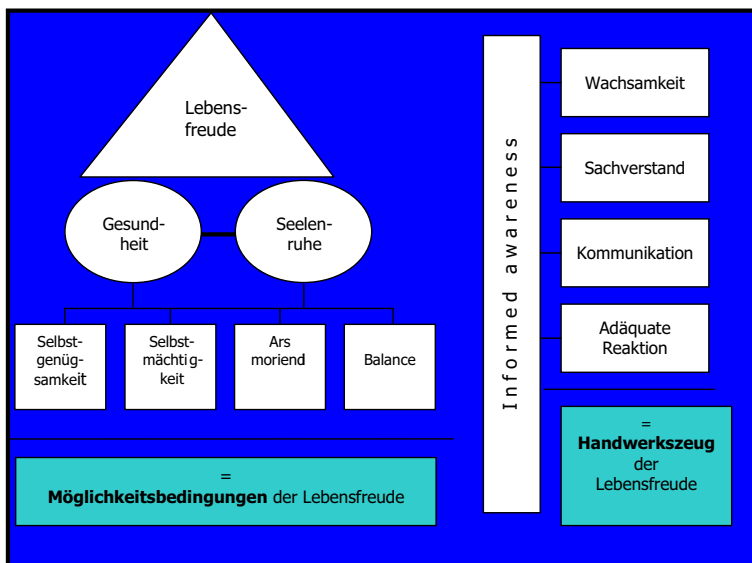 Lebens-
freude
Gesund-
heit
Seelen-
ruhe
Selbst-
genüg-
samkeit
Selbst-
mächtig-
keit
Ars
moriend
Balance
=
Möglichkeitsbedingungen der Lebensfreude
Informed awareness
Wachsamkeit
Sachverstand
Kommunikation
Adäquate
Reaktion
=
Handwerkszeug
der
Lebensfreude